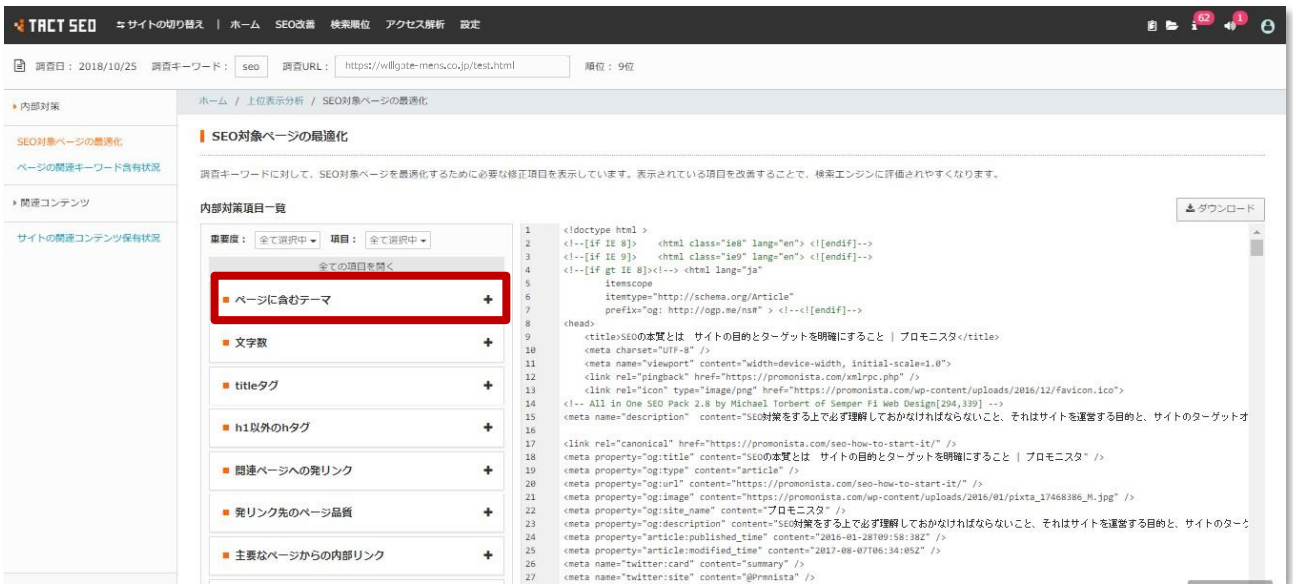 TACT SEO サイトの切り替え | ホーム SEO改善 検索順位 アクセス解析 設定 62 1
調査日：2018/10/25 調査キーワード： seo 調査URL： https://willgate-mens.co.jp/test.html 順位：9位
内部対策
SEO対象ページの最適化
ページの関連キーワード含有状況
関連コンテンツ
サイトの関連コンテンツ保有状況
ホーム / 上位表示分析 / SEO対象ページの最適化
SEO対象ページの最適化
調査キーワードに対して、SEO対象ページを最適化するために必要な修正項目を表示しています。表示されている項目を改善することで、検索エンジンに評価されやすくなります。
内部対策項目一覧
ダウンロード
重要度： 全て選択中 項目： 全て選択中
全ての項目を開く
ページに含むテーマ +
文字数 +
titleタグ +
h1以外のhタグ +
関連ページへの発リンク +
発リンク先のページ品質 +
主要なページからの内部リンク +
1 <!doctype html >
2 <!--[if IE 8]> <html class="ie8" lang="en"> <![endif]-->
3 <!--[if IE 9]> <html class="ie9" lang="en"> <![endif]-->
4 <!--[if gt IE 8]><!--> <html lang="ja"
5 itemscope
6 itemtype="http://schema.org/Article"
7 prefix="og: http://ogp.me/ns#" > <!--<![endif]-->
8 <head>
9 <title>SEOの本質とは サイトの目的とターゲットを明確にすること | プロモニスタ</title>
10 <meta charset="UTF-8" />
11 <meta name="viewport" content="width=device-width, initial-scale=1.0">
12 <link rel="pingback" href="https://promonista.com/xmlrpc.php" />
13 <link rel="icon" type="image/png" href="https://promonista.com/wp-content/uploads/2016/12/favicon.ico">
14 <!-- All in One SEO Pack 2.8 by Michael Torbert of Semper Fi Web Design[294,339] -->
15 <meta name="description" content="SEO対策をする上で必ず理解しておかなければならないこと、それはサイトを運営する目的と、サイトのターゲットオ
16
17 <link rel="canonical" href="https://promonista.com/seo-how-to-start-it/" />
18 <meta property="og:title" content="SEOの本質とは サイトの目的とターゲットを明確にすること | プロモニスタ" />
19 <meta property="og:type" content="article" />
20 <meta property="og:url" content="https://promonista.com/seo-how-to-start-it/" />
21 <meta property="og:image" content="https://promonista.com/wp-content/uploads/2016/01/pixta_17468386_M.jpg" />
22 <meta property="og:site_name" content="プロモニスタ" />
23 <meta property="og:description" content="SEO対策をする上で必ず理解しておかなければならないこと、それはサイトを運営する目的と、サイトのターゲ
24 <meta property="article:published_time" content="2016-01-28T09:58:38Z" />
25 <meta property="article:modified_time" content="2017-08-07T06:34:05Z" />
26 <meta name="twitter:card" content="summary" />
27 <meta name="twitter:site" content="@Prmnista" />